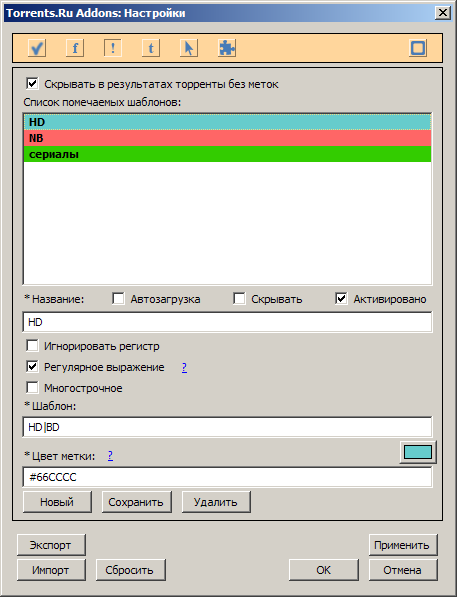 Torrents.Ru Addons: Настройки
f ! t
Скрывать в результатах торренты без меток
Список помечаемых шаблонов:
HD
NB
сериалы
* Название: Автозагрузка Скрывать Активировано
HD
Игнорировать регистр
Регулярное выражение ?
Многострочное
* Шаблон:
HD|BD
* Цвет метки: ?
#66CCCC
Новый Сохранить Удалить
Экспорт Применить
Импорт Сбросить OK Отмена